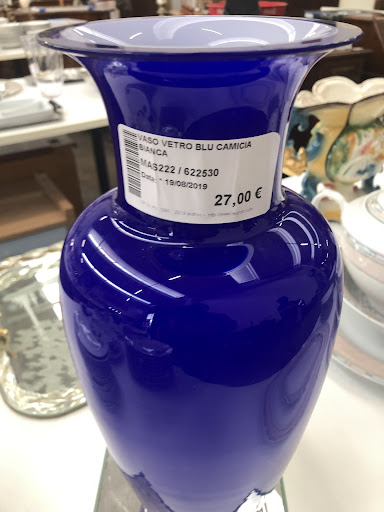 VASO VETRO BLU CAMICIA
BIANCA
MAS222 / 622530
Data: * 19/08/2019
27,00 €